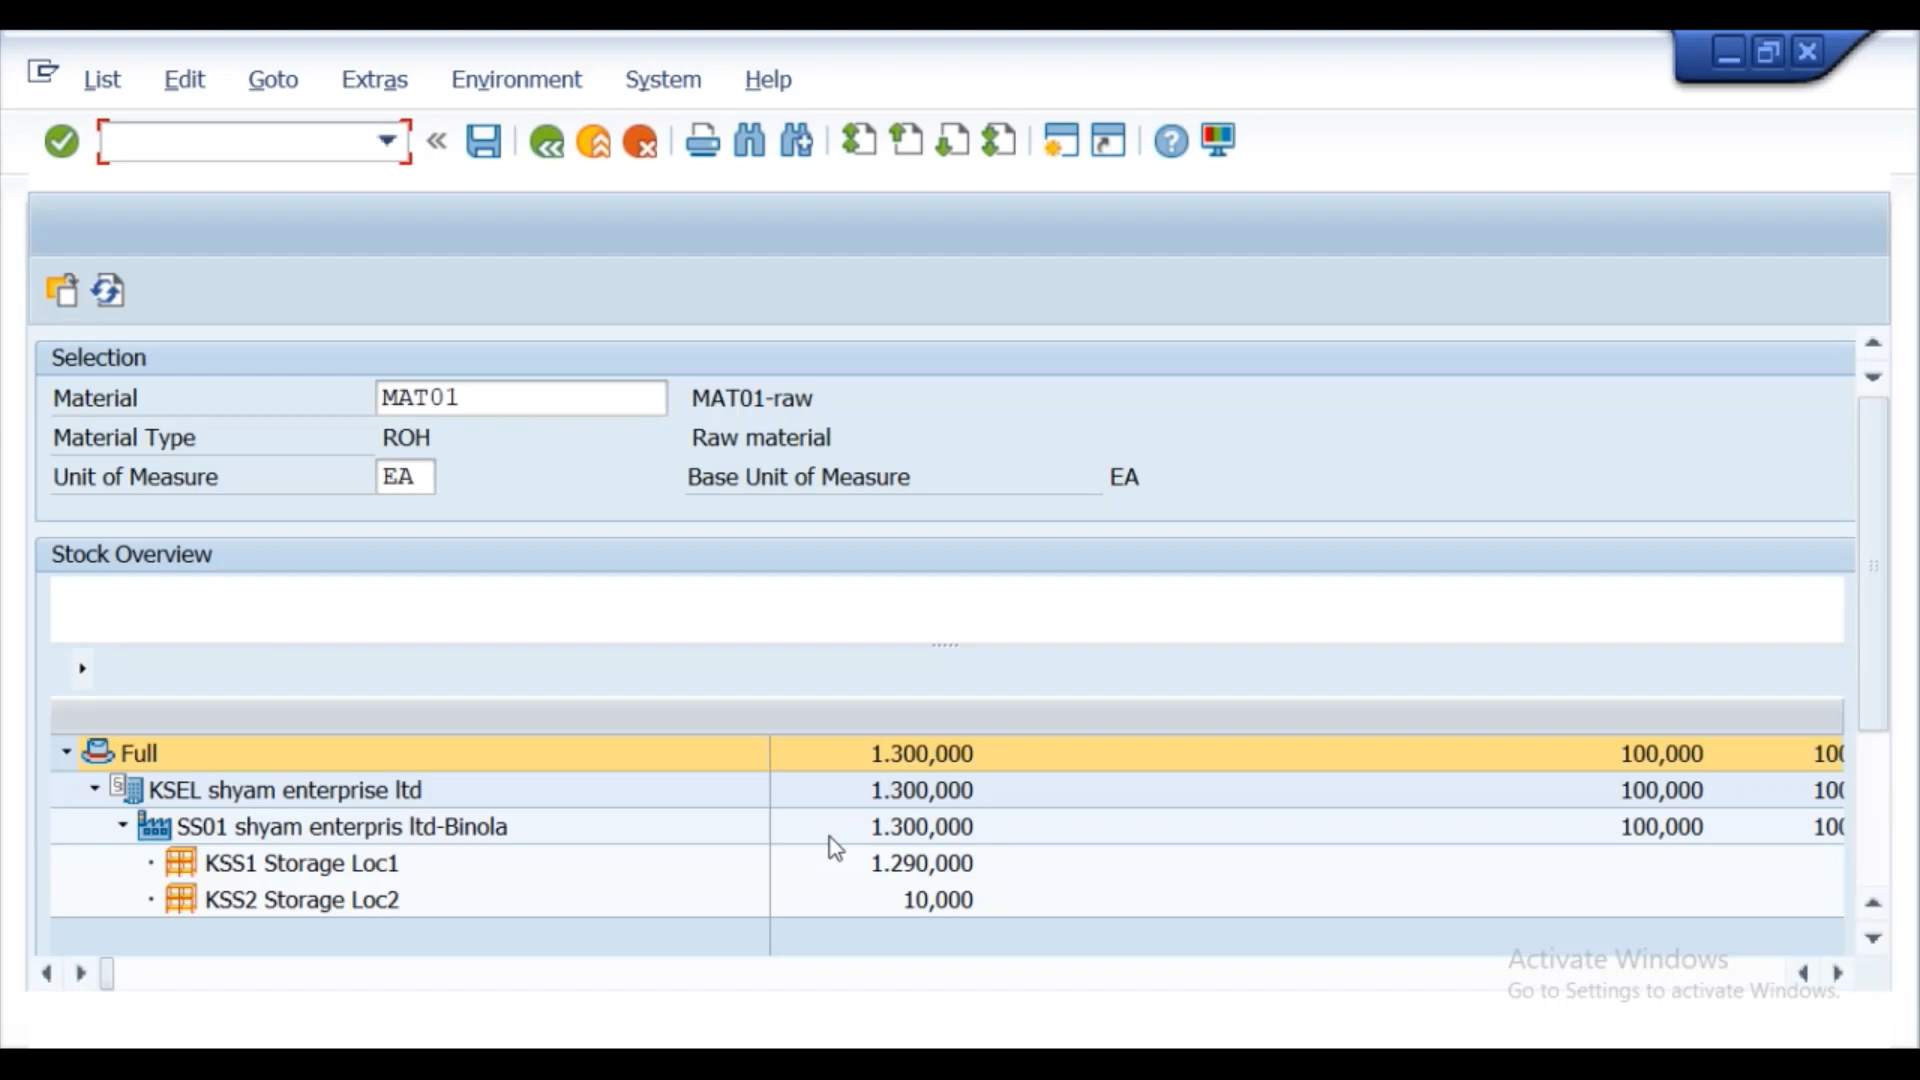 List Edit Goto Extras Environment System Help
Selection
Material MAT01 MAT01-raw
Material Type ROH Raw material
Unit of Measure EA Base Unit of Measure EA
Stock Overview
Full 1.300,000 100,000 100
KSEL shyam enterprise ltd 1.300,000 100,000 100
SS01 shyam enterpris ltd-Binola 1.300,000 100,000 100
KSS1 Storage Loc1 1.290,000
KSS2 Storage Loc2 10,000
Activate Windows
Go to Settings to activate Windows.